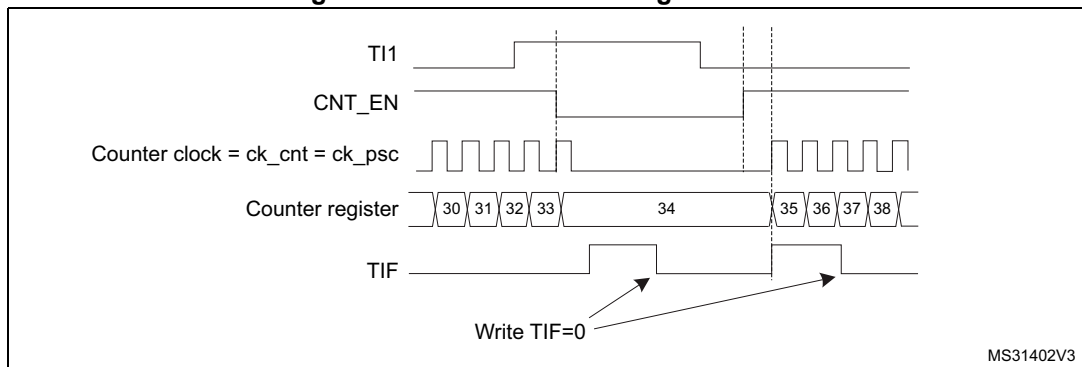 TI1
CNT_EN
Counter clock = ck_cnt = ck_psc
Counter register 30 31 32 33 34 35 36 37 38
TIF
Write TIF=0
MS31402V3